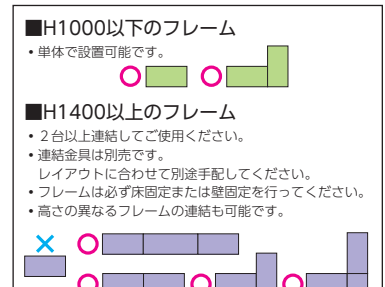 ■H1000以下のフレーム
・単体で設置可能です。
■H1400以上のフレーム
・２台以上連結してご使用ください。
・連結金具は別売です。
レイアウトに合わせて別途手配してください。
・フレームは必ず床固定または壁固定を行ってください。
・高さの異なるフレームの連結も可能です。